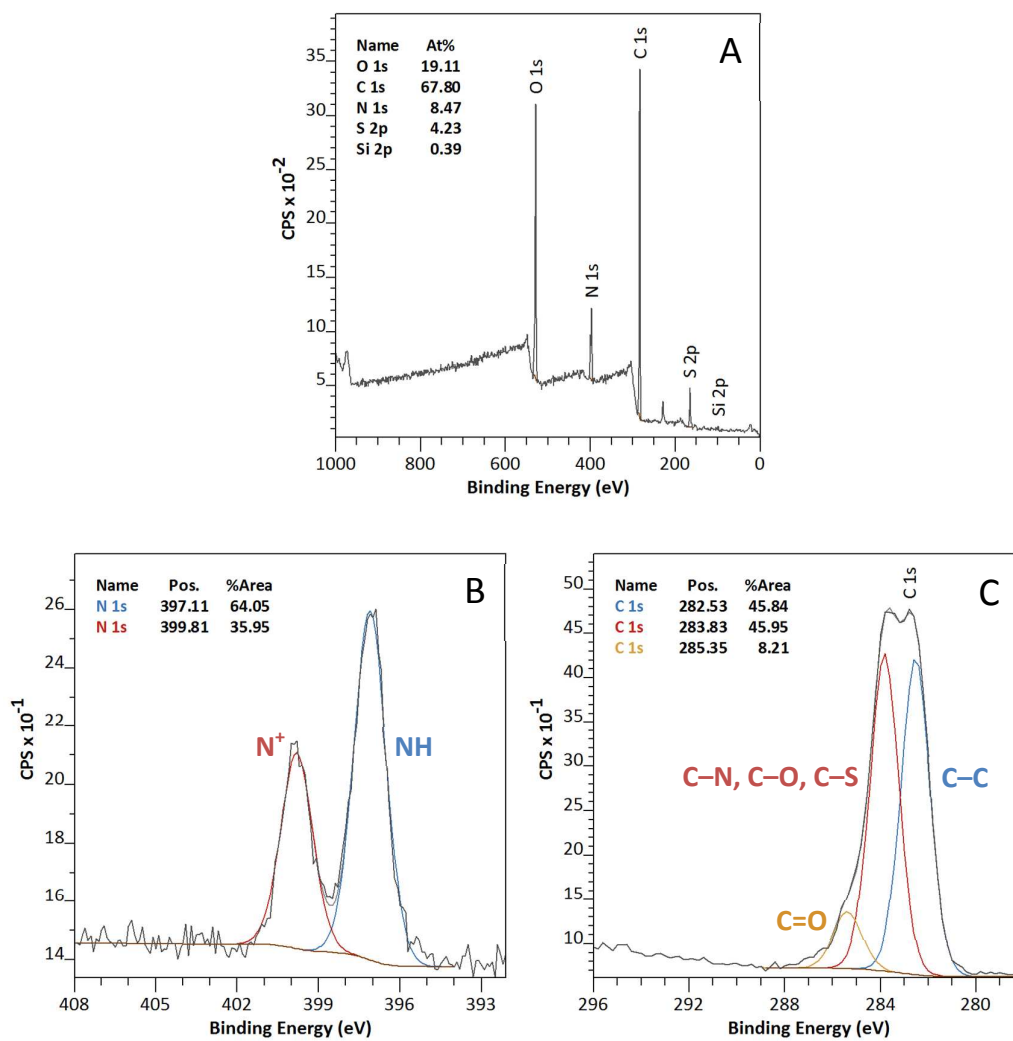 A
Name At%
O 1s 19.11
C 1s 67.80
N 1s 8.47
S 2p 4.23
Si 2p 0.39
O 1s
N 1s
C 1s
S 2p
Si 2p
CPS x 10-2
35
30
25
20
15
10
5
1000 800 600 400 200 0
Binding Energy (eV)
B
Name Pos. %Area
N 1s 397.11 64.05
N 1s 399.81 35.95
N+
NH
CPS x 10-1
26
24
21
18
16
14
408 405 402 399 396 393
Binding Energy (eV)
C
Name Pos. %Area
C 1s 282.53 45.84
C 1s 283.83 45.95
C 1s 285.35 8.21
C 1s
C–N, C–O, C–S
C–C
C=O
CPS x 10-1
50
45
40
35
30
25
20
15
10
296 292 288 284 280
Binding Energy (eV)